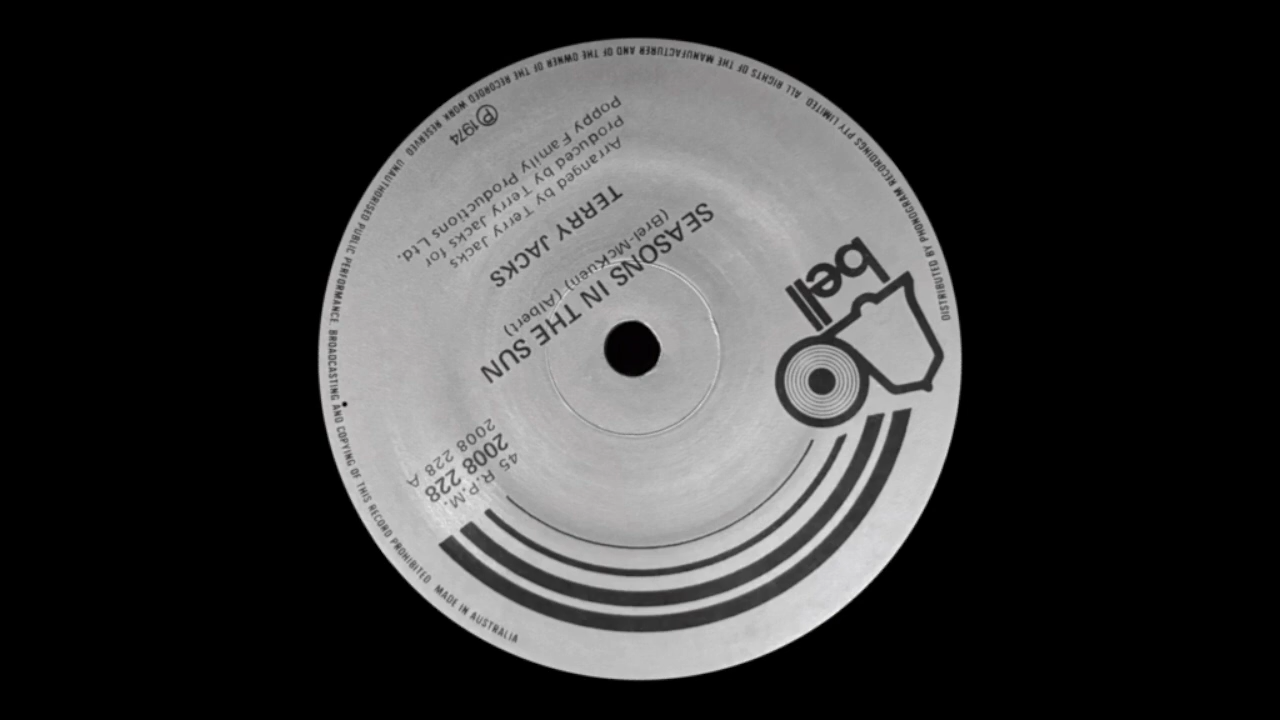 bell
45 R.P.M.
2008 228
2008 228 A
SEASONS IN THE SUN
(Brel-McKuen) (Albert)
TERRY JACKS
Arranged by Terry Jacks
Produced by Terry Jacks for
Poppy Family Productions Ltd.
℗ 1974
DISTRIBUTED BY PHONOGRAM RECORDINGS PTY LIMITED ALL RIGHTS OF THE MANUFACTURER AND OF THE OWNER OF THE RECORDED WORK RESERVED UNAUTHORISED PUBLIC PERFORMANCE BROADCASTING AND COPYING OF THIS RECORD PROHIBITED MADE IN AUSTRALIA